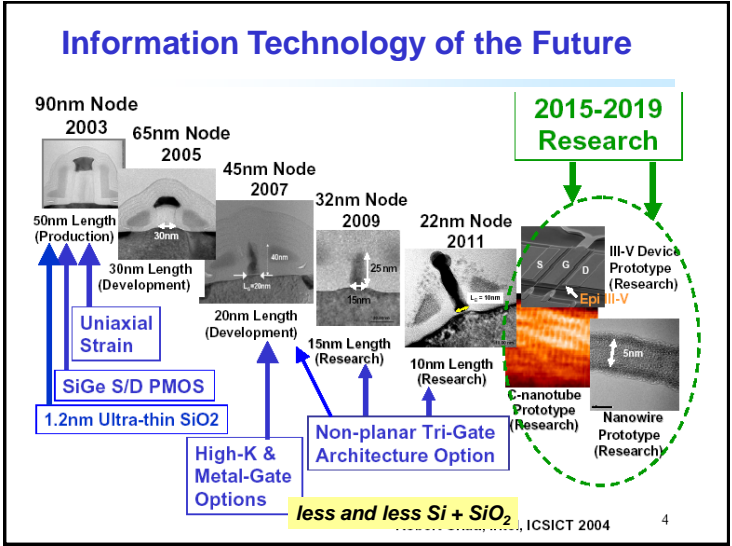 Information Technology of the Future
90nm Node
2003
65nm Node
2005
45nm Node
2007
32nm Node
2009
22nm Node
2011
2015-2019
Research
50nm Length
(Production)
30nm
30nm Length
(Development)
40nm
LG=20nm
20nm Length
(Development)
25 nm
15nm
15nm Length
(Research)
LG = 10nm
10nm Length
(Research)
S G D
III-V Device
Prototype
(Research)
Epi III-V
5nm
C-nanotube
Prototype
(Research)
Nanowire
Prototype
(Research)
Uniaxial
Strain
SiGe S/D PMOS
1.2nm Ultra-thin SiO2
High-K &
Metal-Gate
Options
Non-planar Tri-Gate
Architecture Option
less and less Si + SiO2
ICSICT 2004
4